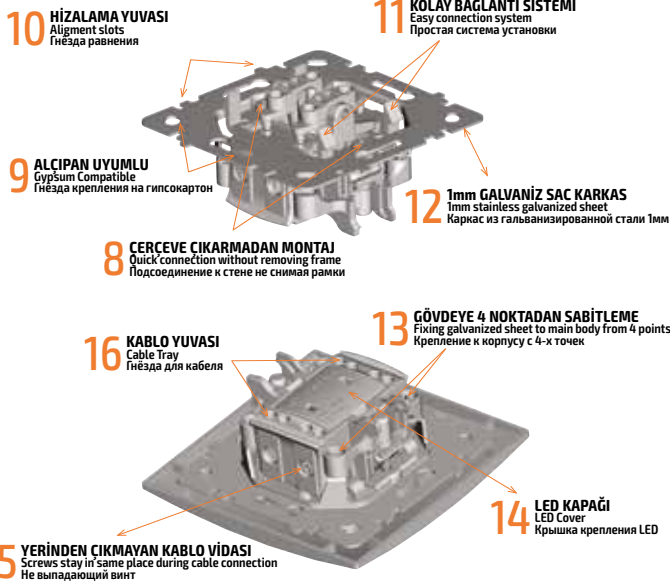 10 HİZALAMA YUVASI
Aligment slots
Гнёзда равнения
11 KOLAY BAĞLANTI SİSTEMİ
Easy connection system
Простая система установки
9 ALÇIPAN UYUMLU
Gypsum Compatible
Гнёзда крепления на гипсокартон
12 1mm GALVANİZ SAC KARKAS
1mm stainless galvanized sheet
Каркас из гальванизированной стали 1мм
8 ÇERÇEVE ÇIKARMADAN MONTAJ
Quick connection without removing frame
Подсоединение к стене не снимая рамки
13 GÖVDEYE 4 NOKTADAN SABİTLEME
Fixing galvanized sheet to main body from 4 points
Крепление к корпусу с 4-х точек
16 KABLO YUVASI
Cable Tray
Гнёзда для кабеля
14 LED KAPAĞI
LED Cover
Крышка крепления LED
5 YERİNDEN ÇIKMAYAN KABLO VİDASI
Screws stay in same place during cable connection
Не выпадающий винт